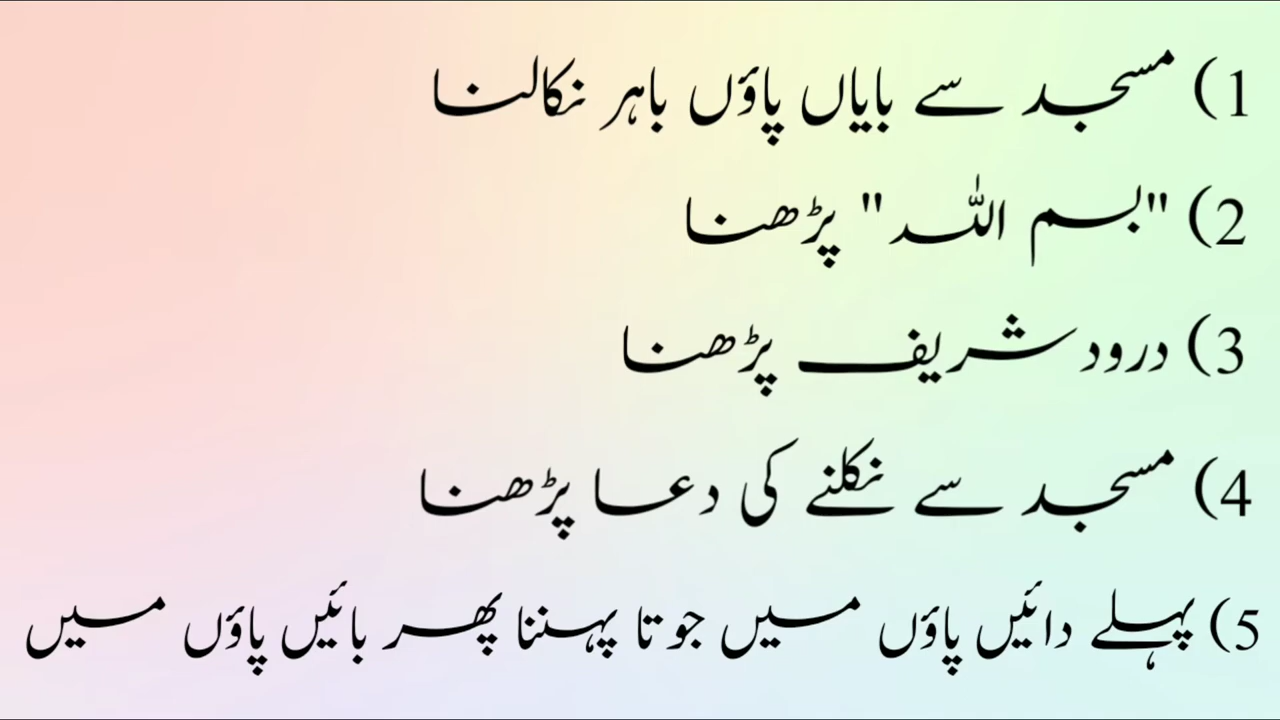 1) مسجد سے بایاں پاؤں باہر نکالنا
2) "بسم اللہ" پڑھنا
3) درود شریف پڑھنا
4) مسجد سے نکلنے کی دعا پڑھنا
5) پہلے دائیں پاؤں میں جوتا پہننا پھر بائیں پاؤں میں